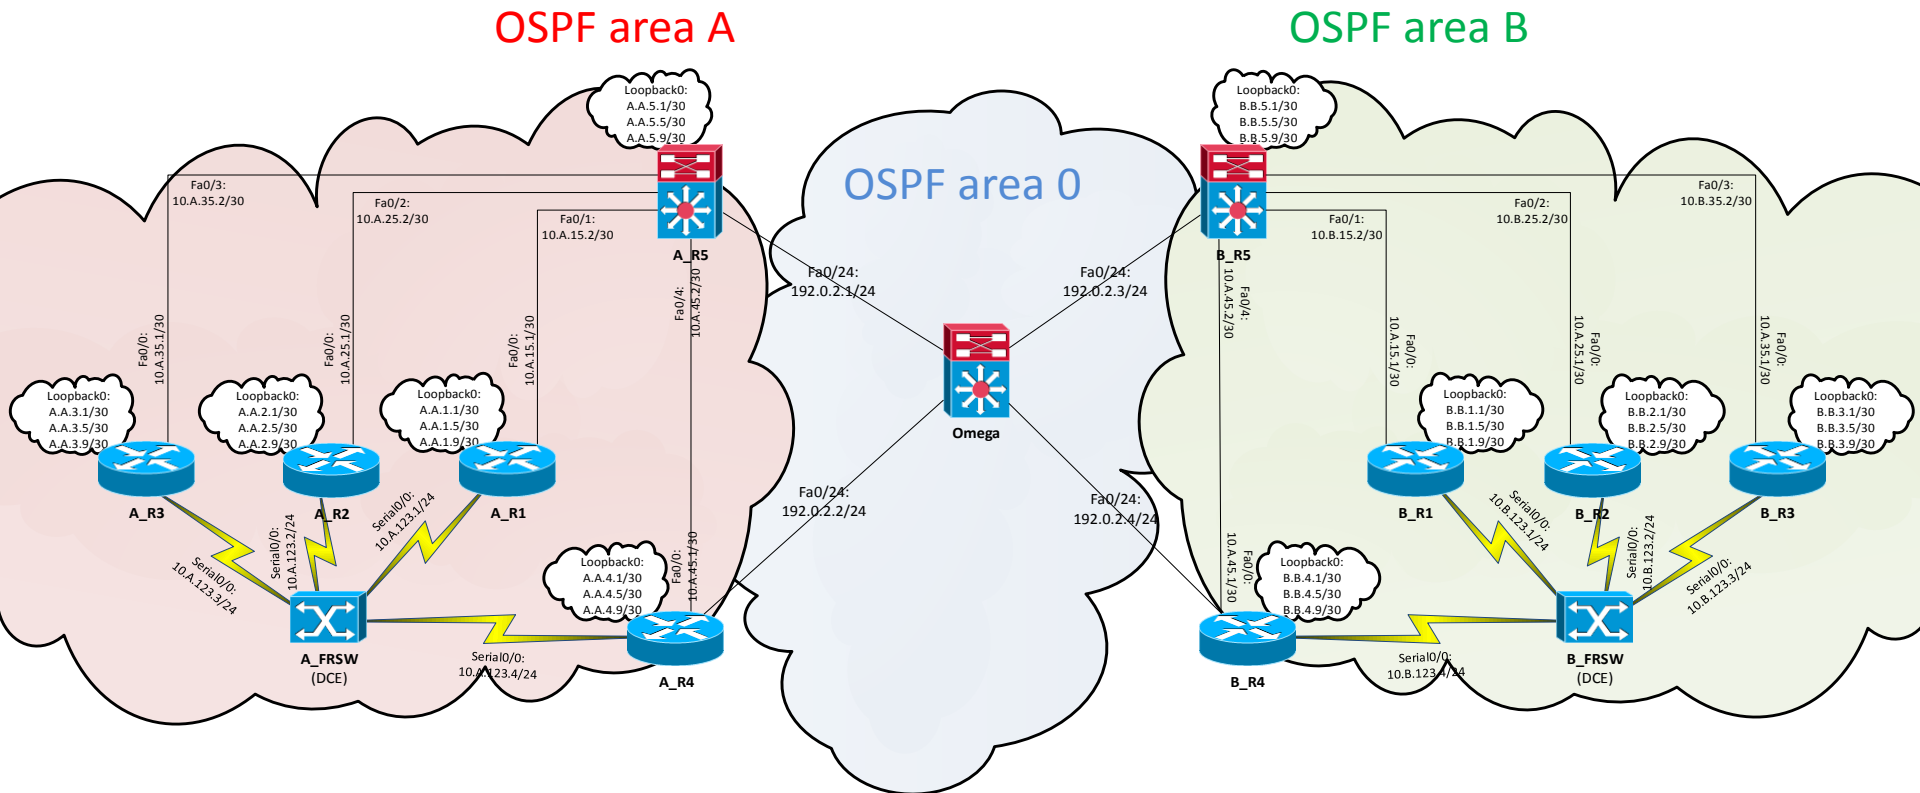 OSPF area A
OSPF area B
OSPF area 0
Loopback0:
A.A.5.1/30
A.A.5.5/30
A.A.5.9/30
A_R5
Fa0/3:
10.A.35.2/30
Fa0/2:
10.A.25.2/30
Fa0/1:
10.A.15.2/30
Fa0/4:
10.A.45.2/30
Fa0/24:
192.0.2.1/24
Fa0/0:
10.A.35.1/30
Fa0/0:
10.A.25.1/30
Fa0/0:
10.A.15.1/30
Loopback0:
A.A.3.1/30
A.A.3.5/30
A.A.3.9/30
A_R3
Loopback0:
A.A.2.1/30
A.A.2.5/30
A.A.2.9/30
A_R2
Loopback0:
A.A.1.1/30
A.A.1.5/30
A.A.1.9/30
A_R1
Serial0/0:
10.A.123.3/24
Serial0/0:
10.A.123.2/24
Serial0/0:
10.A.123.1/24
A_FRSW
(DCE)
Serial0/0:
10.A.123.4/24
Loopback0:
A.A.4.1/30
A.A.4.5/30
A.A.4.9/30
Fa0/0:
10.A.45.1/30
A_R4
Fa0/24:
192.0.2.2/24
Omega
Fa0/24:
192.0.2.3/24
Fa0/24:
192.0.2.4/24
Loopback0:
B.B.5.1/30
B.B.5.5/30
B.B.5.9/30
B_R5
Fa0/1:
10.B.15.2/30
Fa0/2:
10.B.25.2/30
Fa0/3:
10.B.35.2/30
Fa0/4:
10.A.45.2/30
Fa0/0:
10.A.15.1/30
Fa0/0:
10.A.25.1/30
Fa0/0:
10.A.35.1/30
Loopback0:
B.B.1.1/30
B.B.1.5/30
B.B.1.9/30
B_R1
Loopback0:
B.B.2.1/30
B.B.2.5/30
B.B.2.9/30
B_R2
Loopback0:
B.B.3.1/30
B.B.3.5/30
B.B.3.9/30
B_R3
Serial0/0:
10.B.123.1/24
Serial0/0:
10.B.123.2/24
Serial0/0:
10.B.123.3/24
Fa0/0:
10.A.45.1/30
Loopback0:
B.B.4.1/30
B.B.4.5/30
B.B.4.9/30
B_R4
Serial0/0:
10.B.123.4/24
B_FRSW
(DCE)